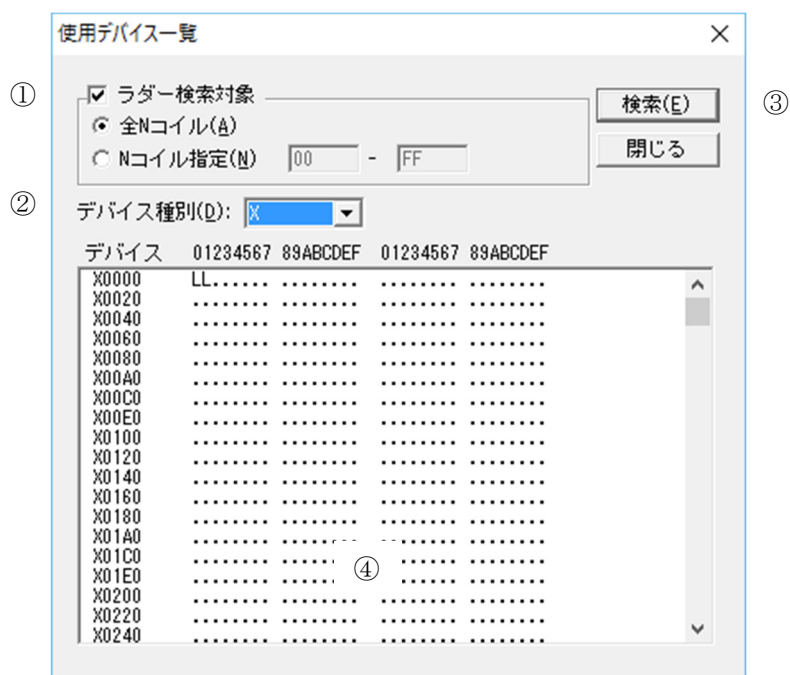 使用デバイス一覧
① ラダー検索対象 検索(E) ③
全Nコイル(A)
Nコイル指定(N) 00 - FF 閉じる
② デバイス種別(D): X
デバイス 01234567 89ABCDEF 01234567 89ABCDEF
X0000 LL...... ........ ........ ........
X0020 ........ ........ ........ ........
X0040 ........ ........ ........ ........
X0060 ........ ........ ........ ........
X0080 ........ ........ ........ ........
X00A0 ........ ........ ........ ........
X00C0 ........ ........ ........ ........
X00E0 ........ ........ ........ ........
X0100 ........ ........ ........ ........
X0120 ........ ........ ........ ........
X0140 ........ ........ ........ ........
X0160 ........ ........ ........ ........
X0180 ........ ........ ........ ........
X01A0 ........ ........ ........ ........
X01C0 ........ ..... ④ ..... ........
X01E0 ........ ..... ..... ........
X0200 ........ ........ ........ ........
X0220 ........ ........ ........ ........
X0240 ........ ........ ........ ........